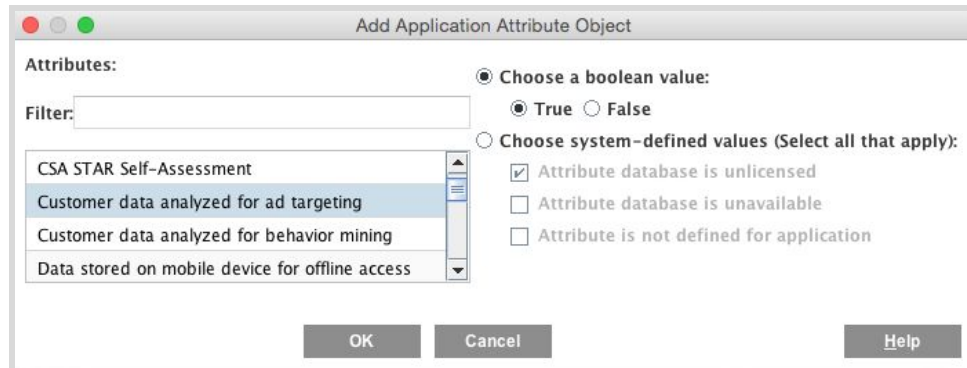 Add Application Attribute Object
Attributes:
Filter:
CSA STAR Self-Assessment
Customer data analyzed for ad targeting
Customer data analyzed for behavior mining
Data stored on mobile device for offline access
Choose a boolean value:
True False
Choose system-defined values (Select all that apply):
Attribute database is unlicensed
Attribute database is unavailable
Attribute is not defined for application
OK Cancel Help